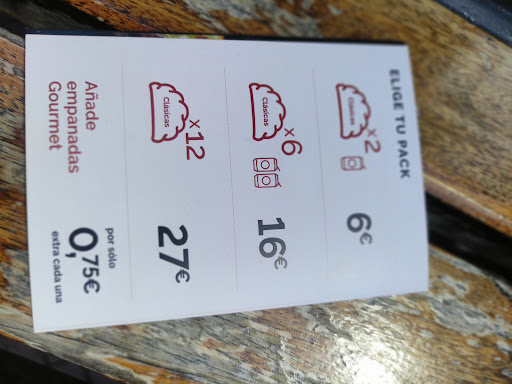 ELIGE TU PACK
Clásicas
x2
6€
Clásicas
x6
16€
Clásicas
x12
27€
Añade
empanadas
Gourmet
por sólo
0,75€
extra cada una